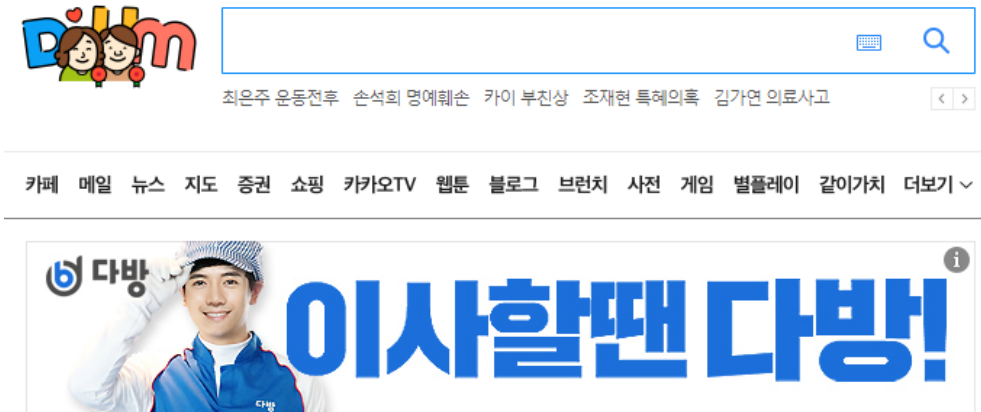 Daum
최은주 운동전후 손석희 명예훼손 카이 부친상 조재현 특혜의혹 김가연 의료사고
카페 메일 뉴스 지도 증권 쇼핑 카카오TV 웹툰 블로그 브런치 사전 게임 별플레이 같이가치 더보기
다방
이사할땐 다방!
다방